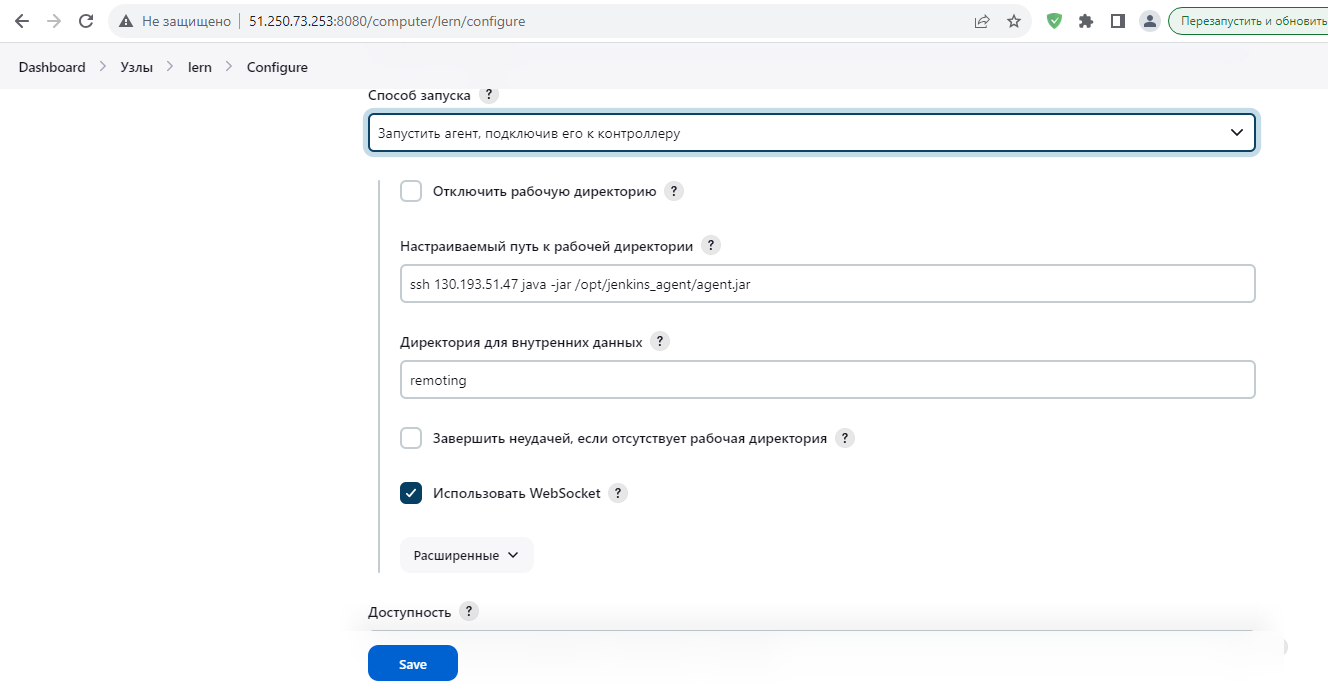 Не защищено 51.250.73.253:8080/computer/lern/configure Перезапустить и обновить
Dashboard Узлы lern Configure
Способ запуска ?
Запустить агент, подключив его к контроллеру
Отключить рабочую директорию ?
Настраиваемый путь к рабочей директории ?
ssh 130.193.51.47 java -jar /opt/jenkins_agent/agent.jar
Директория для внутренних данных ?
remoting
Завершить неудачей, если отсутствует рабочая директория ?
Использовать WebSocket ?
Расширенные
Доступность ?
Save